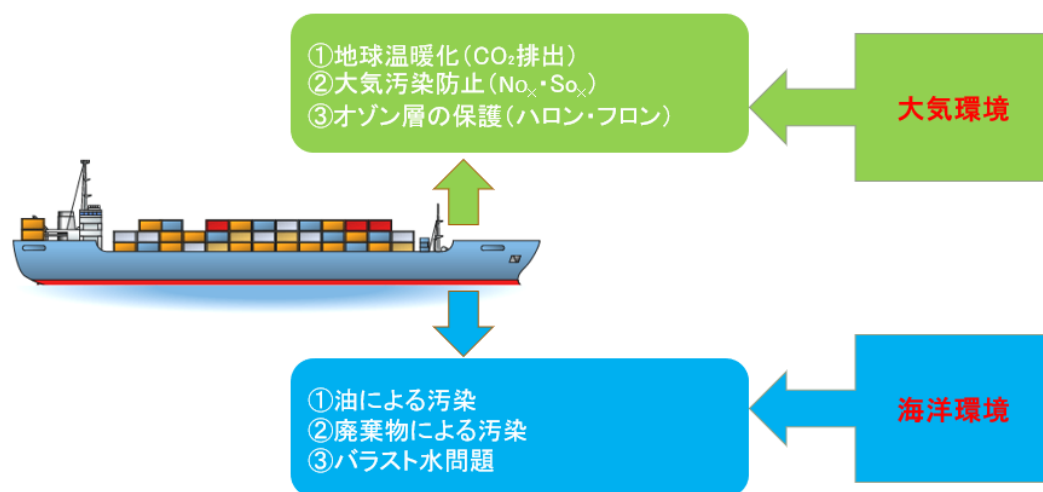 ①地球温暖化(CO₂排出)
②大気汚染防止(Noₓ・Soₓ)
③オゾン層の保護(ハロン・フロン)
大気環境
①油による汚染
②廃棄物による汚染
③バラスト水問題
海洋環境